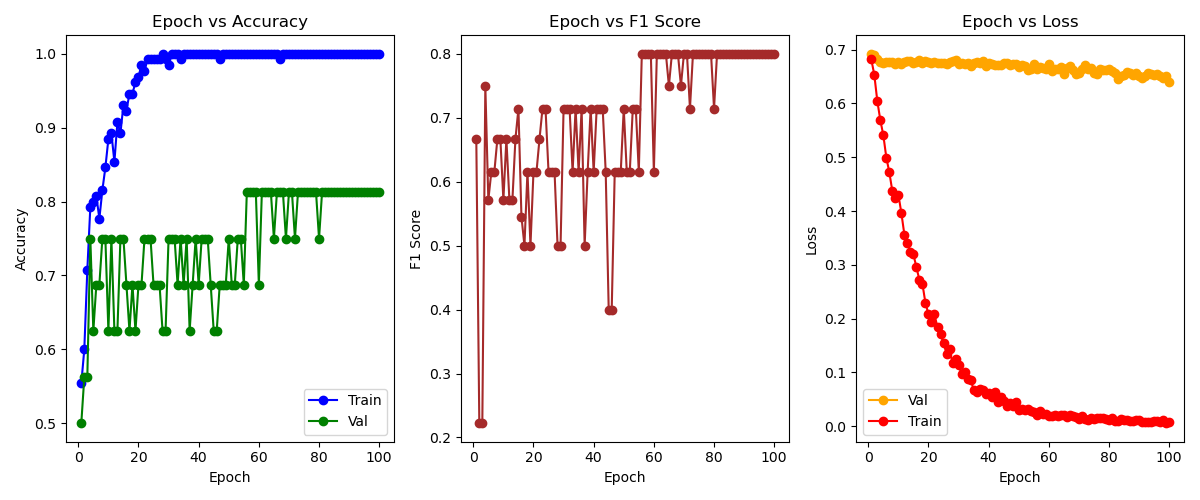 Epoch vs Accuracy
1.0
0.9
0.8
0.7
0.6
0.5
Accuracy
0 20 40 60 80 100
Epoch
Train
Val
Epoch vs F1 Score
0.8
0.7
0.6
0.5
0.4
0.3
0.2
F1 Score
0 20 40 60 80 100
Epoch
Epoch vs Loss
0.7
0.6
0.5
0.4
0.3
0.2
0.1
0.0
Loss
0 20 40 60 80 100
Epoch
Val
Train